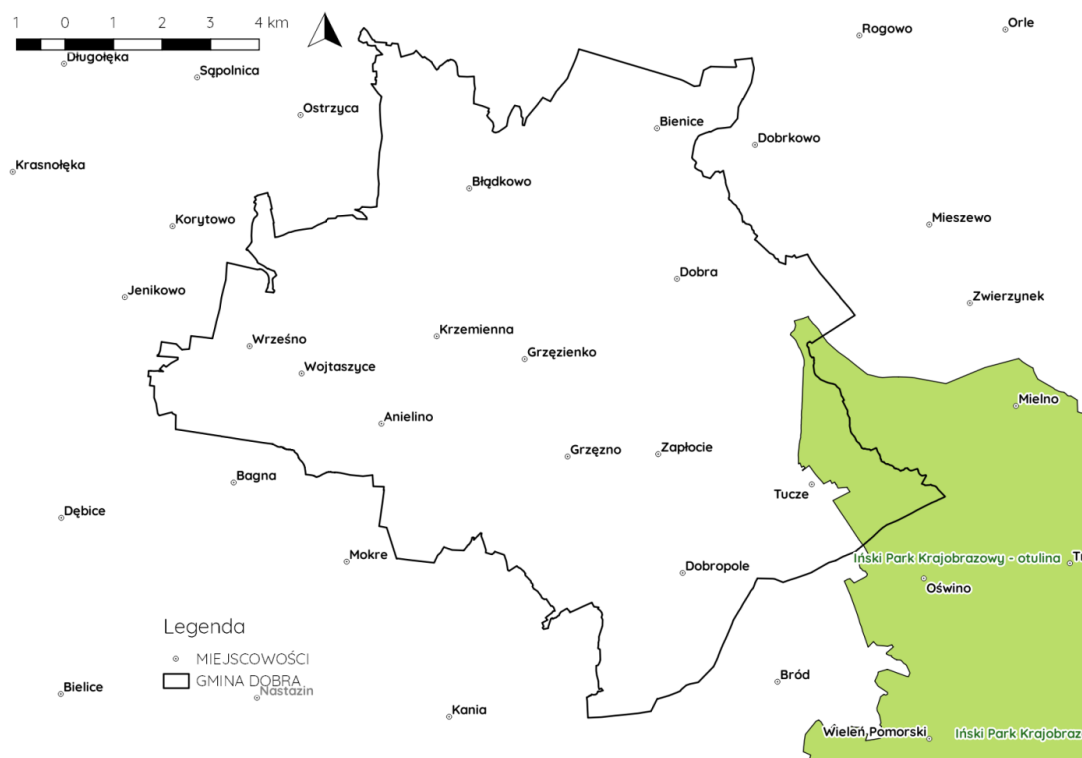 1 0 1 2 3 4 km
Rogowo
Orle
Długołęka
Sąpolnica
Ostrzyca
Bienice
Dobrkowo
Krasnołęka
Błądkowo
Korytowo
Mieszewo
Dobra
Jenikowo
Zwierzynek
Wrześno
Krzemienna
Grzęzienko
Wojtaszyce
Mielno
Anielino
Grzęzno
Zapłocie
Bagna
Tucze
Dębice
Mokre
Dobropole
Iński Park Krajobrazowy - otulina
Oświno
Legenda
MIEJSCOWOŚCI
GMINA DOBRA
Bielice
Nastazin
Bród
Kania
Wieleń Pomorski
Iński Park Krajobraz